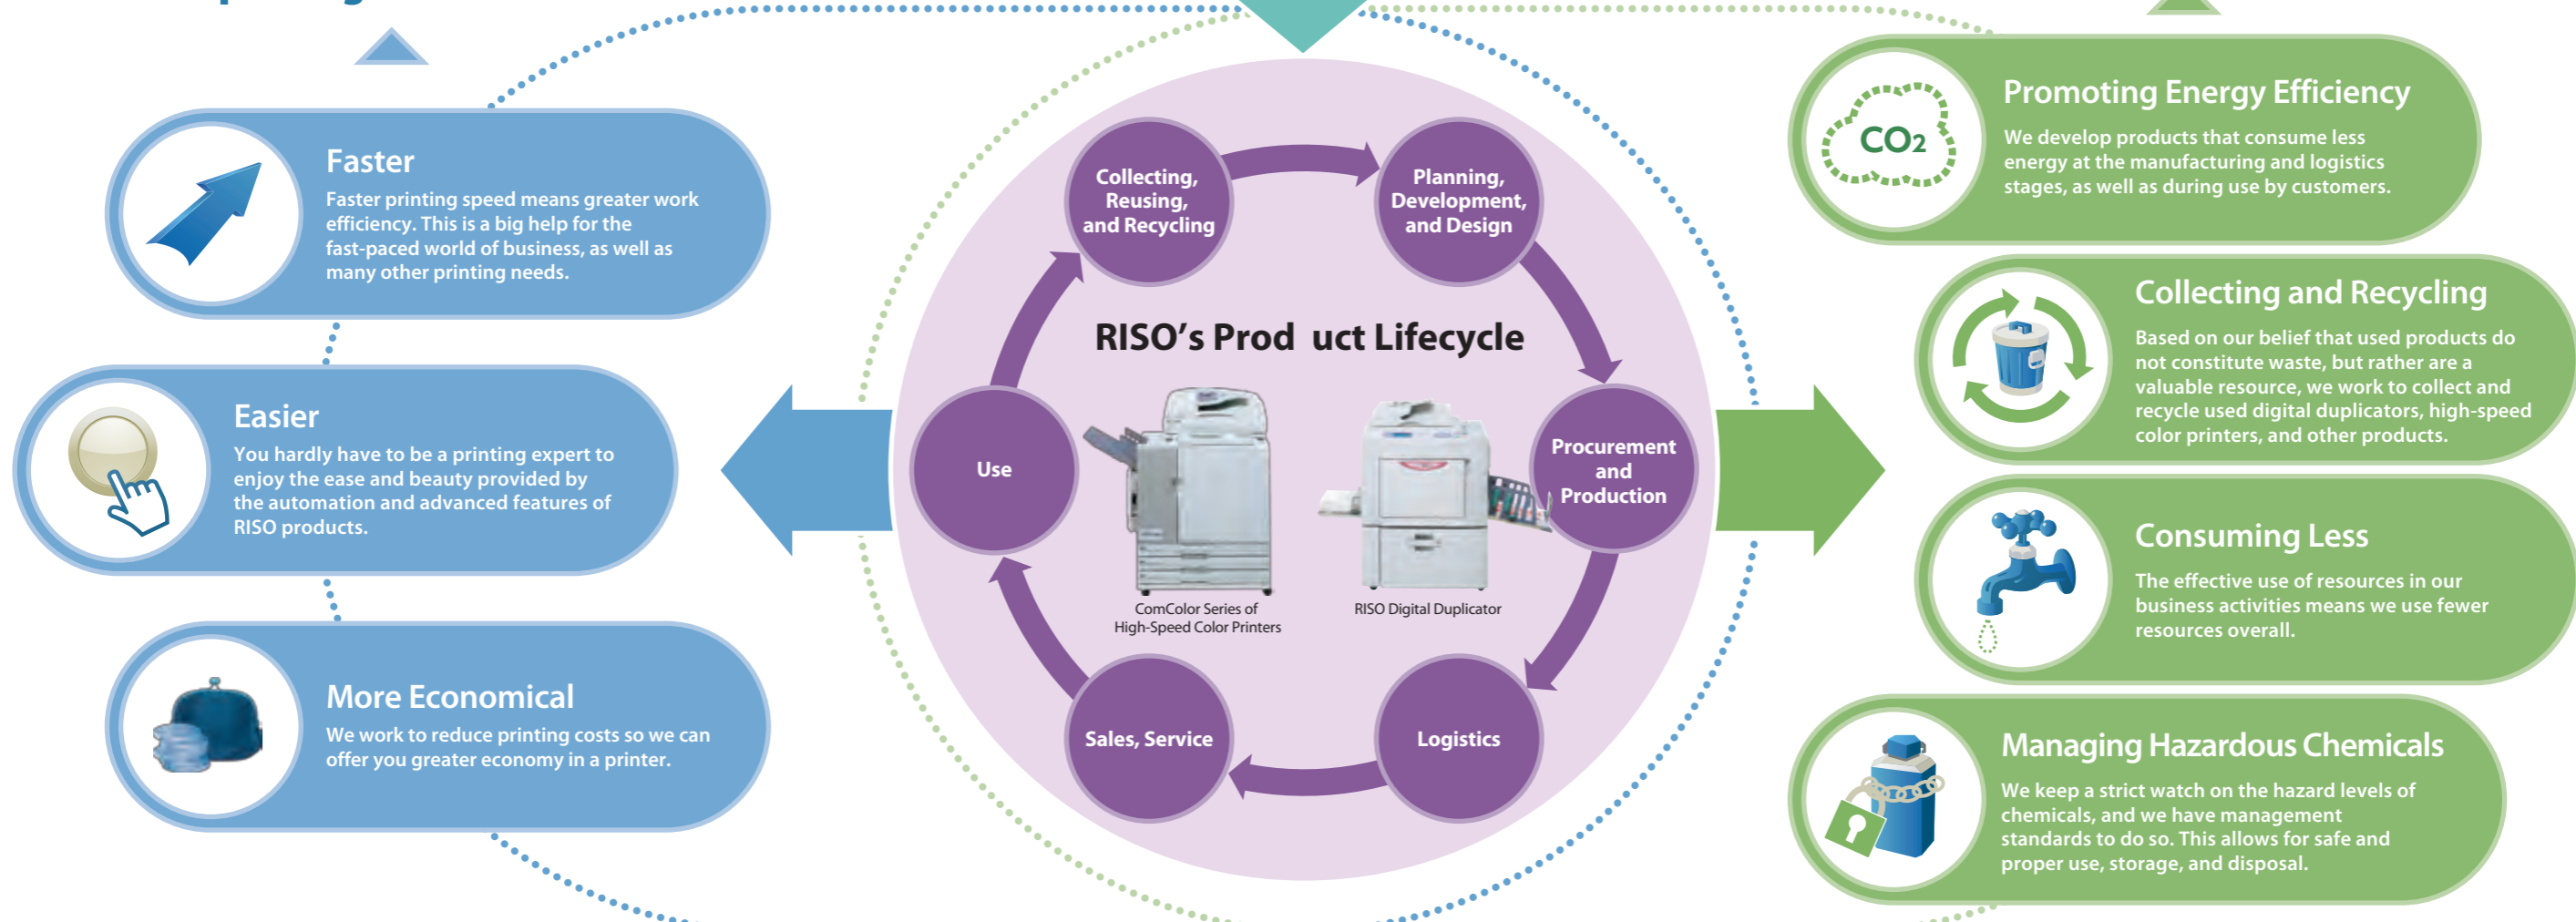 Faster
Faster printing speed means greater work
efficiency. This is a big help for the
fast-paced world of business, as well as
many other printing needs.
Easier
You hardly have to be a printing expert to
enjoy the ease and beauty provided by
the automation and advanced features of
RISO products.
More Economical
We work to reduce printing costs so we can
offer you greater economy in a printer.
Collecting,
Reusing,
and Recycling
Planning,
Development,
and Design
RISO's Prod uct Lifecycle
Use
Procurement
and
Production
ComColor Series of
High-Speed Color Printers
RISO Digital Duplicator
Sales, Service
Logistics
CO2
Promoting Energy Efficiency
We develop products that consume less
energy at the manufacturing and logistics
stages, as well as during use by customers.
Collecting and Recycling
Based on our belief that used products do
not constitute waste, but rather are a
valuable resource, we work to collect and
recycle used digital duplicators, high-speed
color printers, and other products.
Consuming Less
The effective use of resources in our
business activities means we use fewer
resources overall.
Managing Hazardous Chemicals
We keep a strict watch on the hazard levels of
chemicals, and we have management
standards to do so. This allows for safe and
proper use, storage, and disposal.